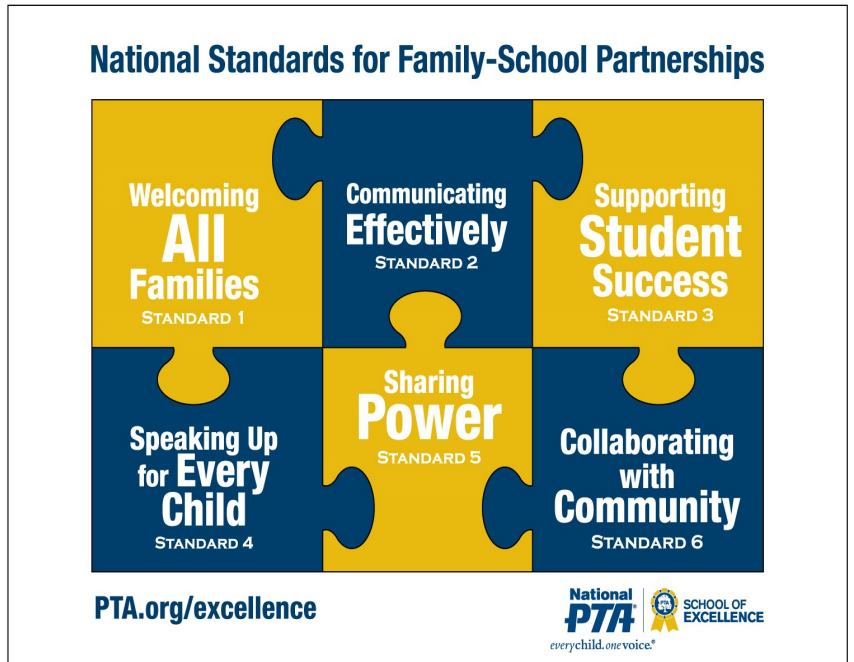 National Standards for Family-School Partnerships
Welcoming
All
Families
STANDARD 1
Communicating
Effectively
STANDARD 2
Supporting
Student
Success
STANDARD 3
Speaking Up
for Every
Child
STANDARD 4
Sharing
Power
STANDARD 5
Collaborating
with
Community
STANDARD 6
PTA.org/excellence
National
PTA®
everychild.onevoice.®
PTA
SCHOOL OF
EXCELLENCE